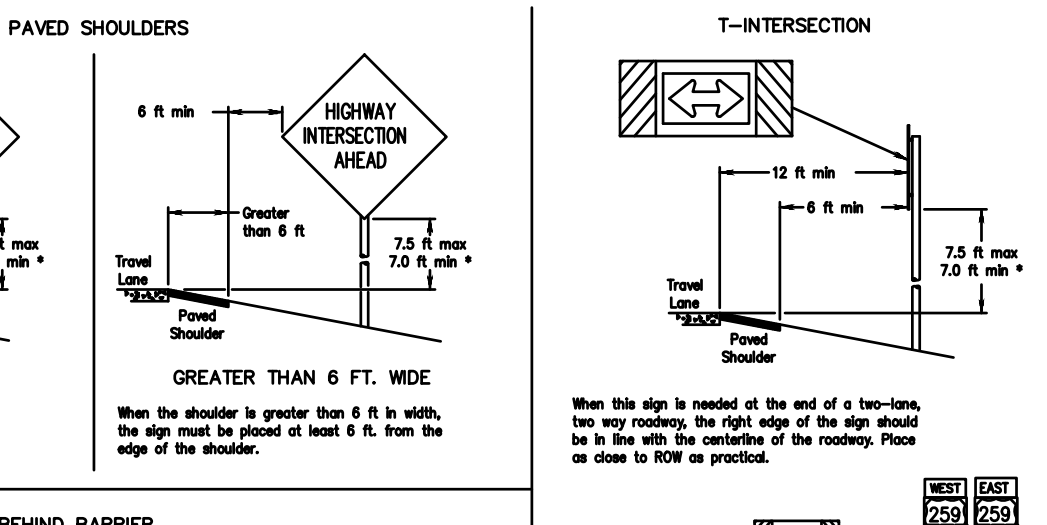 PAVED SHOULDERS
6 ft min
HIGHWAY
INTERSECTION
AHEAD
Greater
than 6 ft
max
min *
7.5 ft max
7.0 ft min *
Travel
Lane
Paved
Shoulder
GREATER THAN 6 FT. WIDE
When the shoulder is greater than 6 ft in width,
the sign must be placed at least 6 ft. from the
edge of the shoulder.
BEHIND BARRIER
T-INTERSECTION
12 ft min
6 ft min
7.5 ft max
7.0 ft min *
Travel
Lane
Paved
Shoulder
When this sign is needed at the end of a two-lane,
two way roadway, the right edge of the sign should
be in line with the centerline of the roadway. Place
as close to ROW as practical.
WEST EAST
259 259